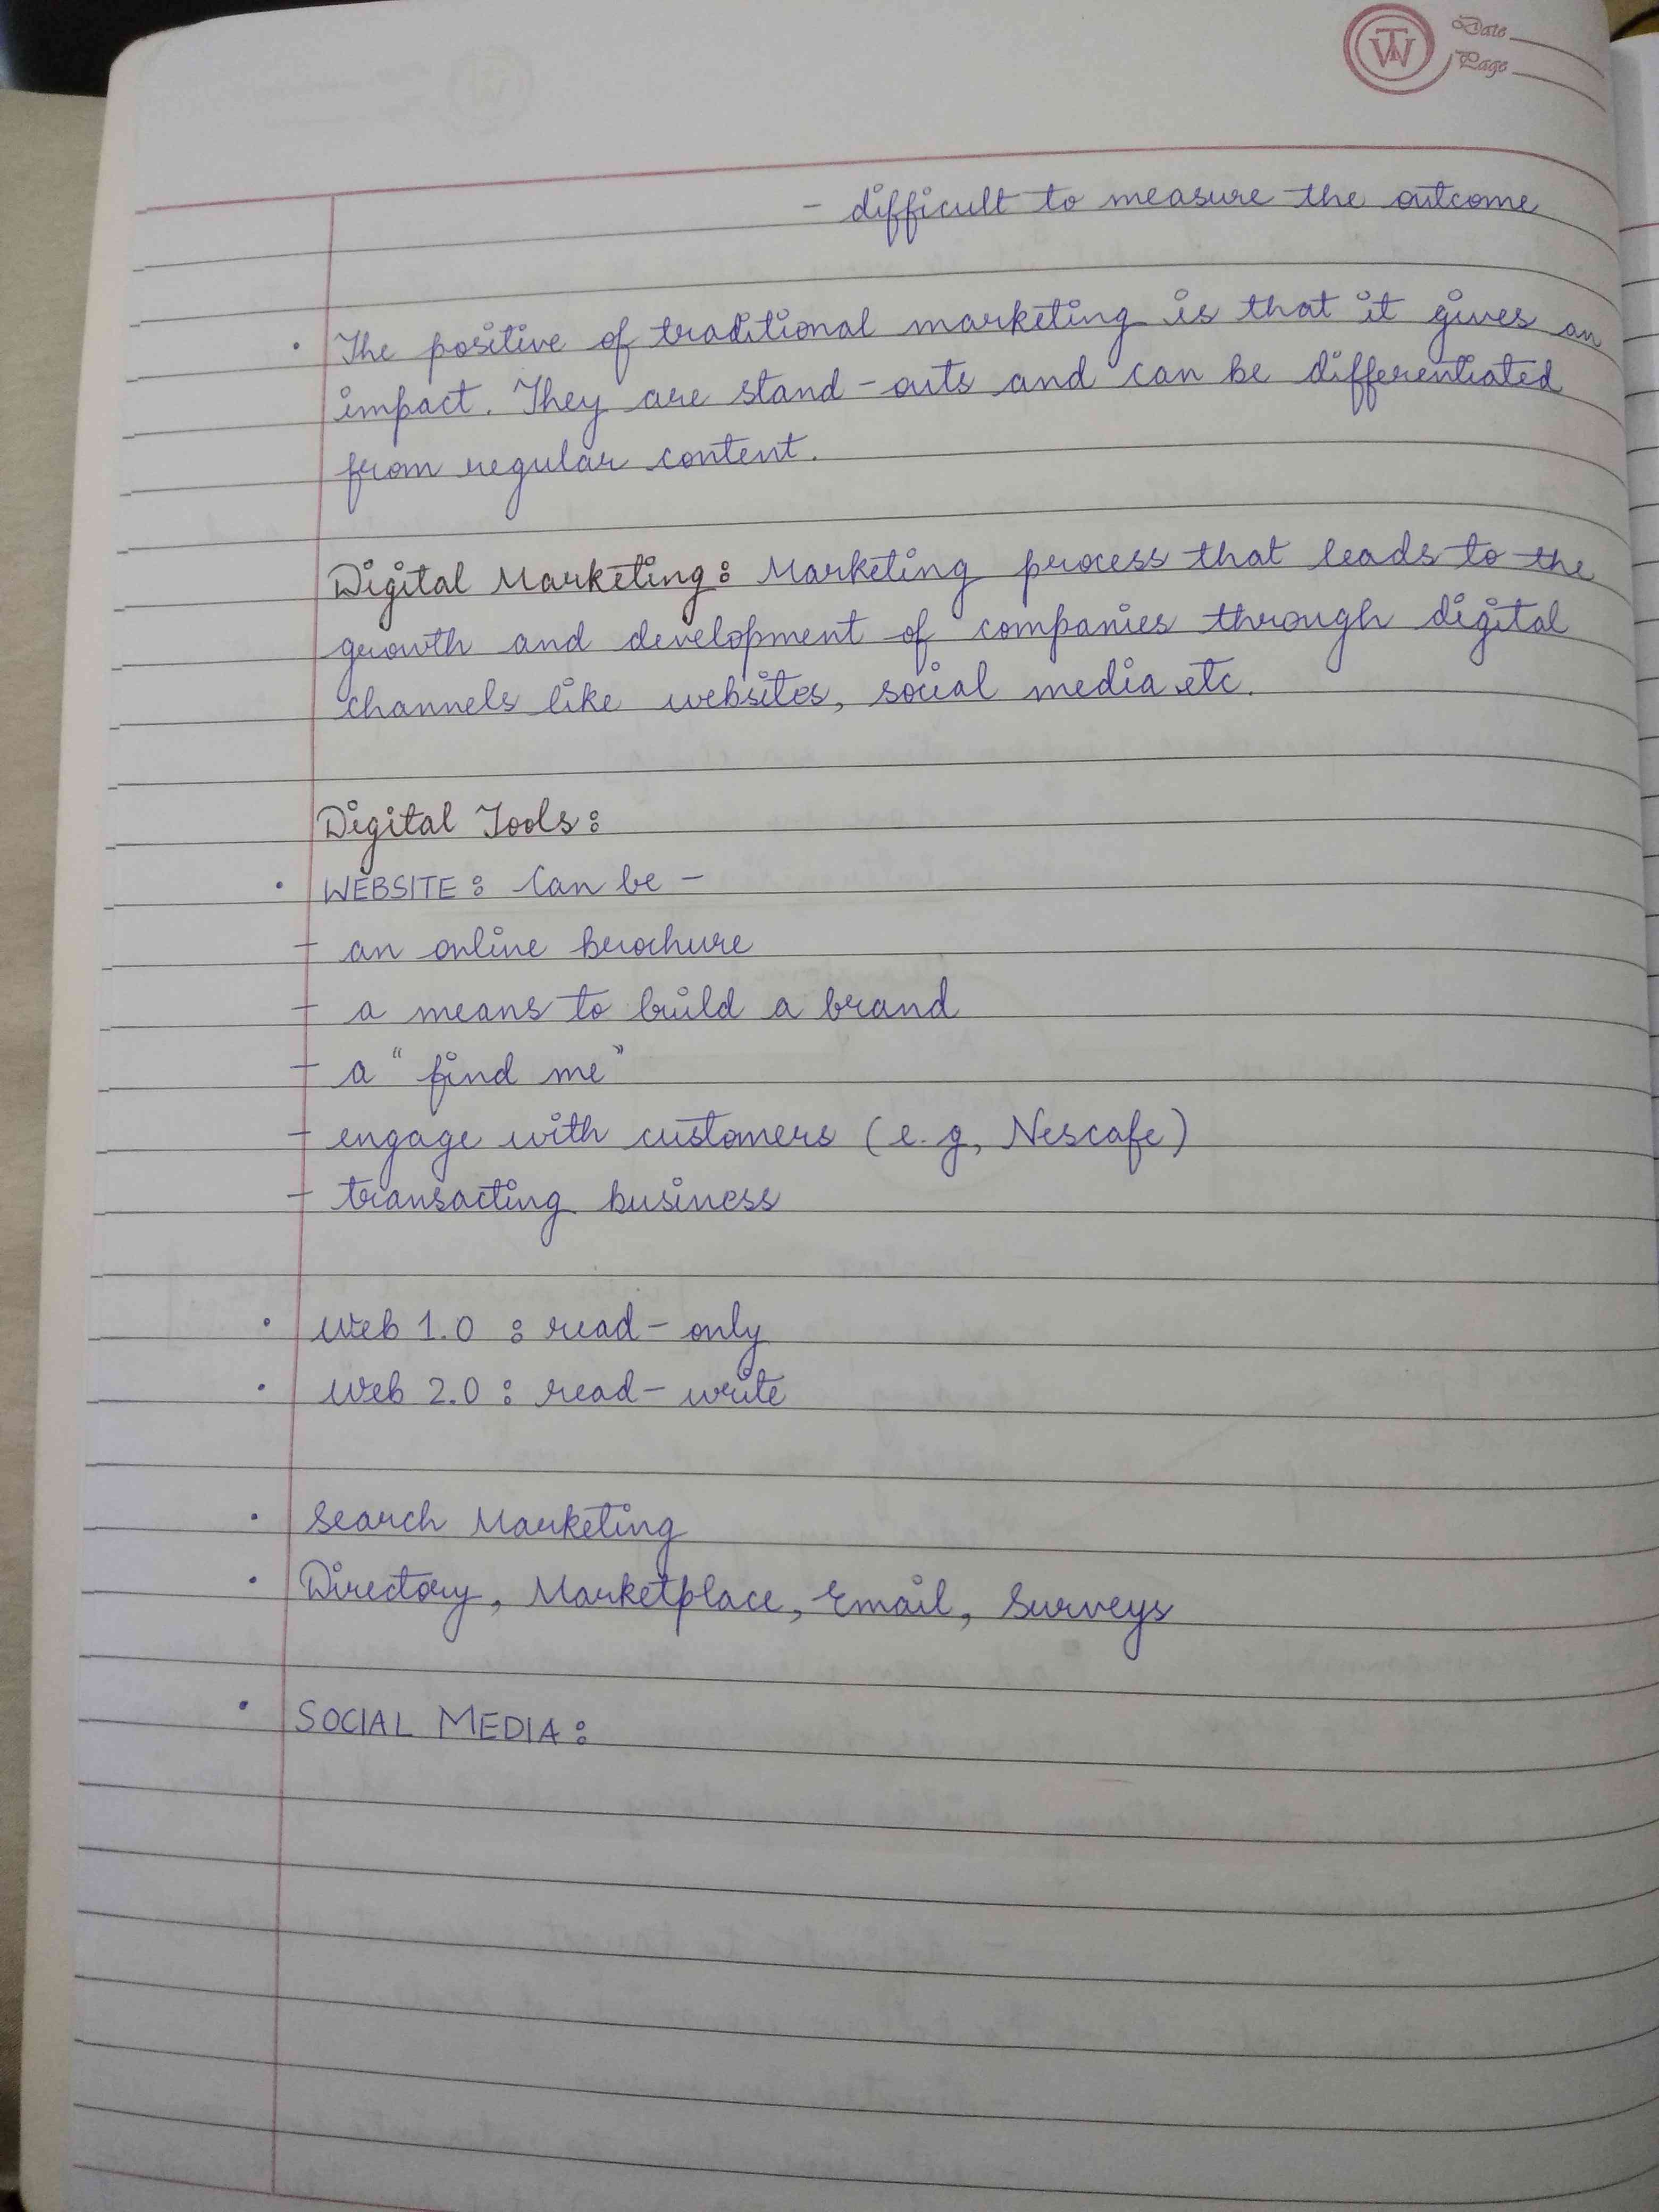 TW
Date
Page
- difficult to measure the outcome
• The positive of traditional marketing is that it gives an
impact. They are stand-outs and can be differentiated
from regular content.
Digital Marketing: Marketing process that leads to the
growth and development of companies through digital
channels like websites, social media etc.
Digital Tools:
• WEBSITE: Can be -
- an online brochure
- a means to build a brand
- a "find me"
- engage with customers (e.g, Nescafe)
- transacting business
• Web 1.0 : read-only
• Web 2.0 : read-write
• Search Marketing
• Directory, Marketplace, Email, Surveys
• SOCIAL MEDIA: